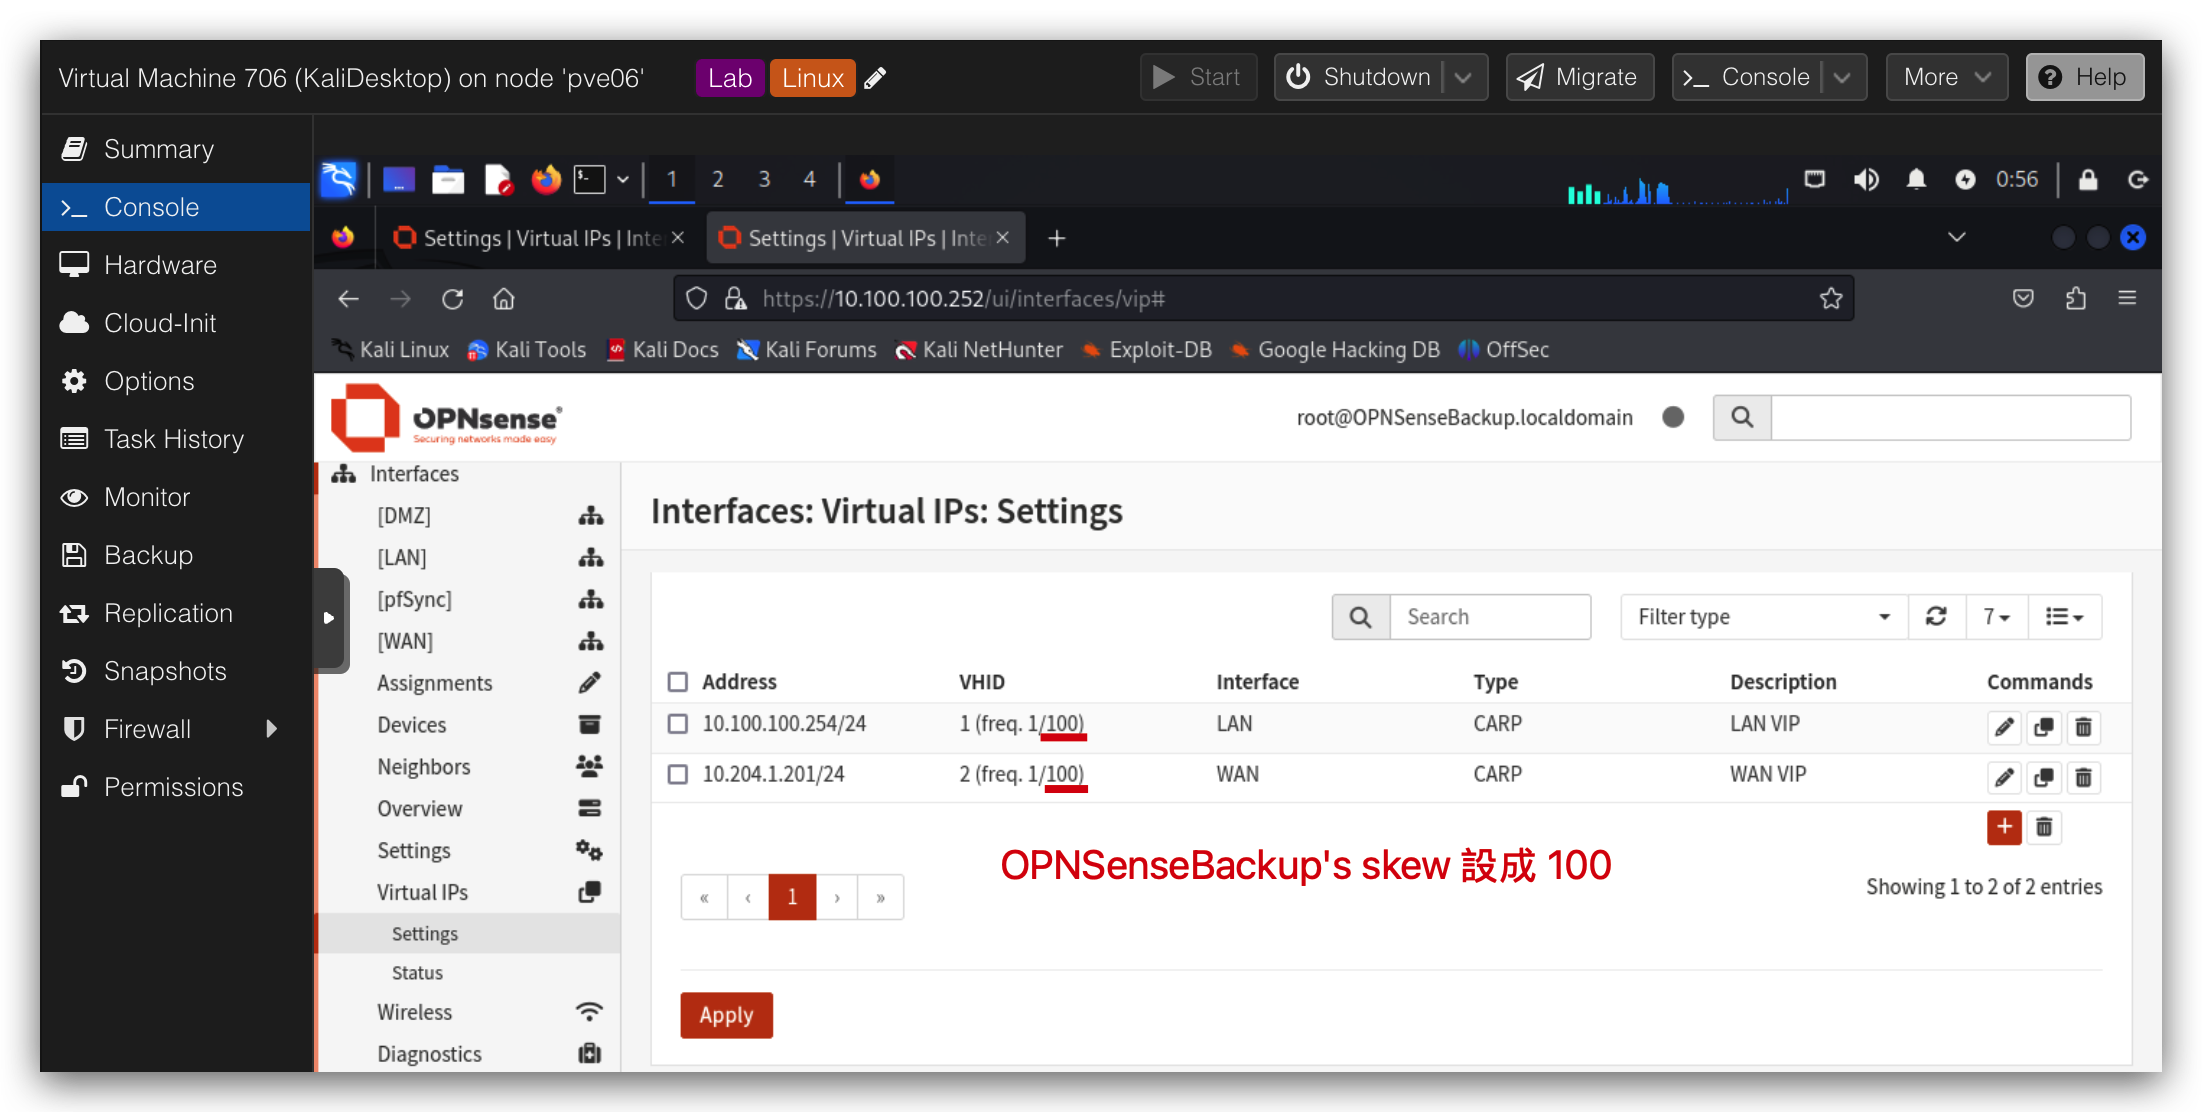 Virtual Machine 706 (KaliDesktop) on node 'pve06' Lab Linux Start Shutdown Migrate >_ Console More Help
Summary
>_ Console
Hardware
Cloud-Init
Options
Task History
Monitor
Backup
Replication
Snapshots
Firewall
Permissions
1 2 3 4 0:56
Settings | Virtual IPs | Inte × Settings | Virtual IPs | Inte × +
https://10.100.100.252/ui/interfaces/vip#
Kali Linux Kali Tools Kali Docs Kali Forums Kali NetHunter Exploit-DB Google Hacking DB OffSec
OPNsense®
Securing networks made easy
root@OPNSenseBackup.localdomain
Interfaces
[DMZ]
[LAN]
[pfSync]
[WAN]
Assignments
Devices
Neighbors
Overview
Settings
Virtual IPs
Settings
Status
Wireless
Diagnostics
Interfaces: Virtual IPs: Settings
Search Filter type 7
Address VHID Interface Type Description Commands
10.100.100.254/24 1 (freq. 1/100) LAN CARP LAN VIP
10.204.1.201/24 2 (freq. 1/100) WAN CARP WAN VIP
OPNSenseBackup's skew 設成 100
« ‹ 1 › »
Showing 1 to 2 of 2 entries
Apply